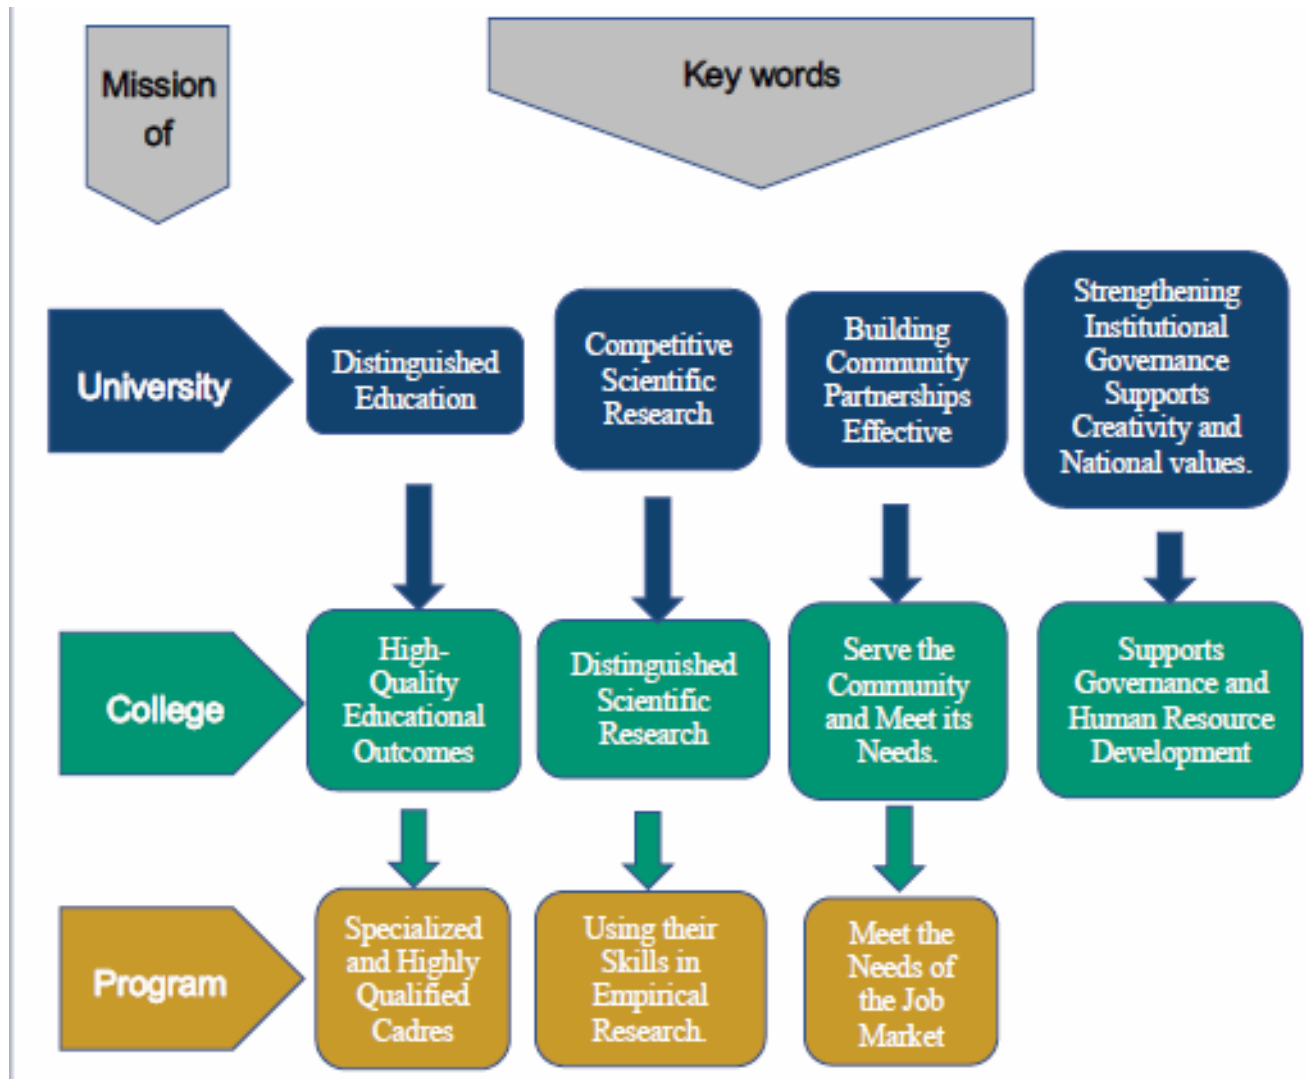 Mission
of
Key words
University
Distinguished
Education
Competitive
Scientific
Research
Building
Community
Partnerships
Effective
Strengthening
Institutional
Governance
Supports
Creativity and
National values.
College
High-
Quality
Educational
Outcomes
Distinguished
Scientific
Research
Serve the
Community
and Meet its
Needs.
Supports
Governance and
Human Resource
Development
Program
Specialized
and Highly
Qualified
Cadres
Using their
Skills in
Empirical
Research.
Meet the
Needs of
the Job
Market